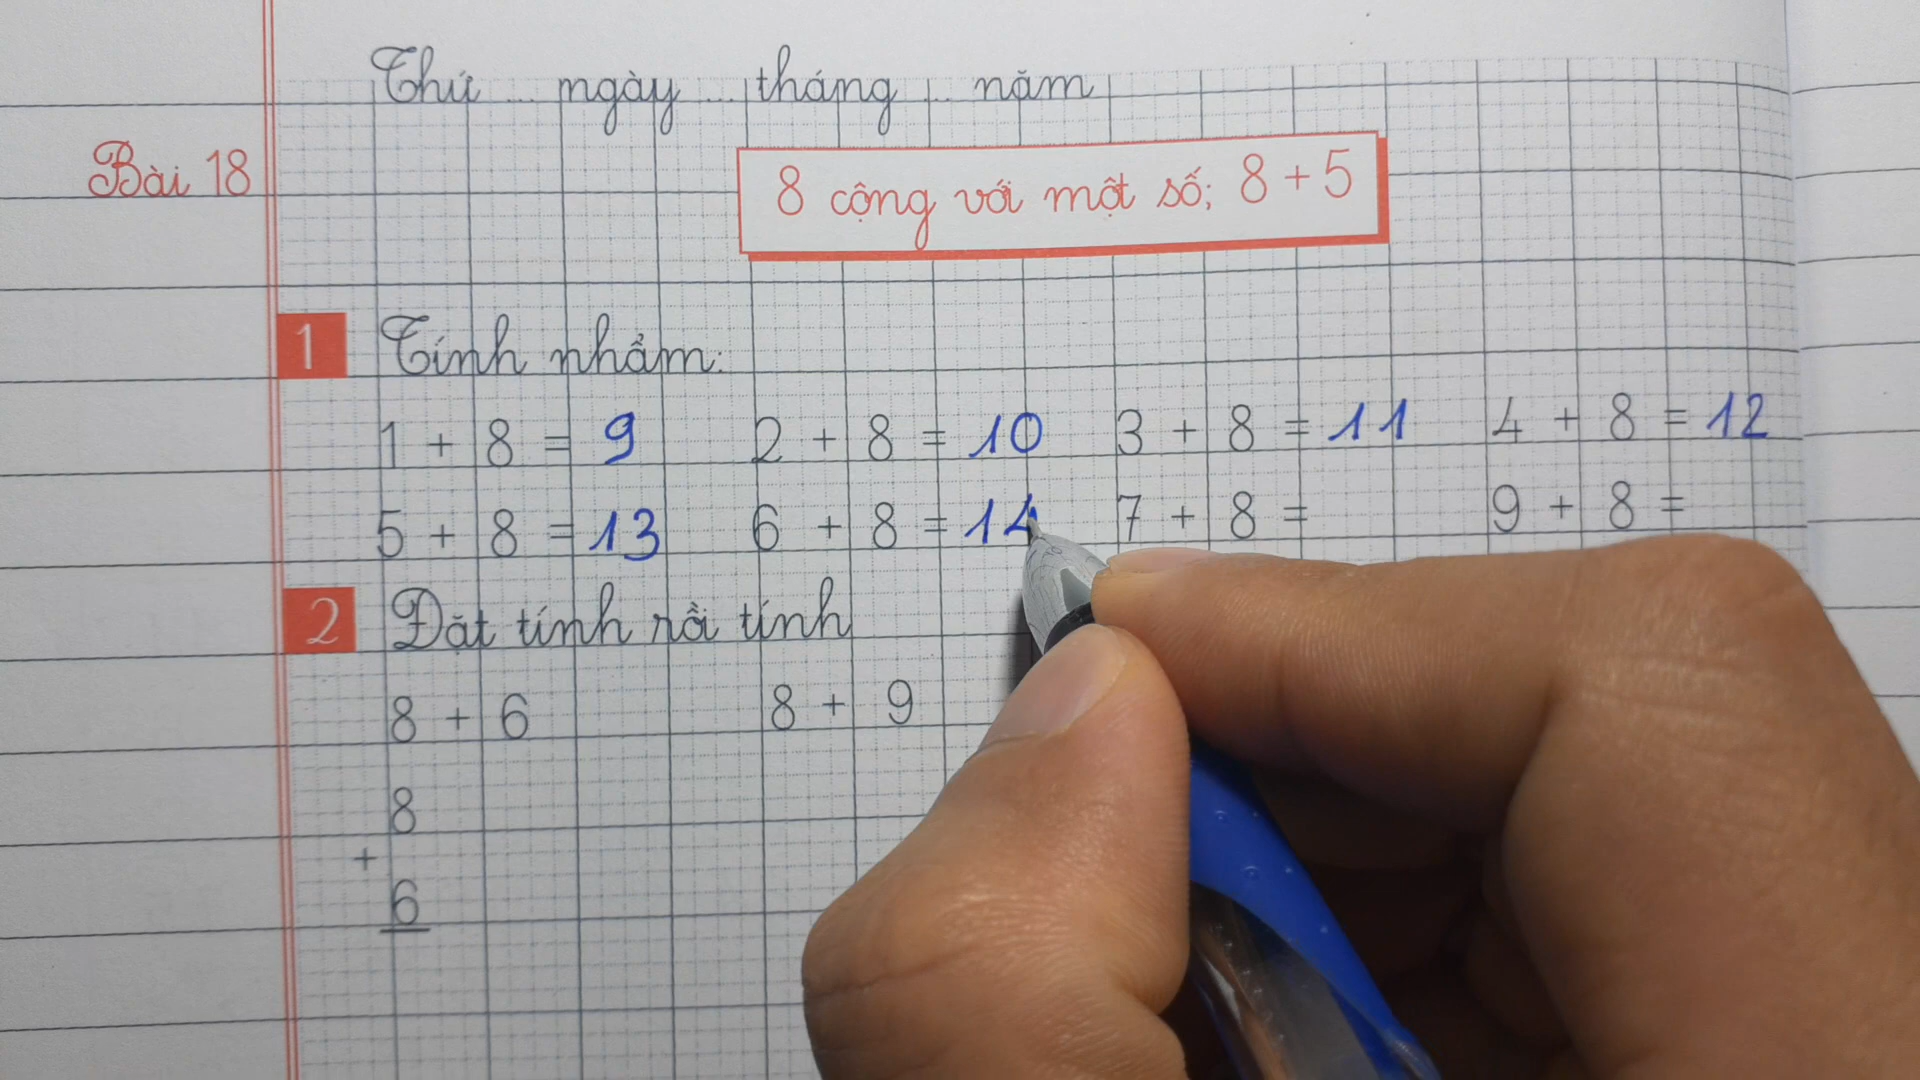 Thứ ... ngày ... tháng ... năm
Bài 18
8 cộng với một số; 8 + 5
1 Tính nhẩm:
1 + 8 = 9 2 + 8 = 10 3 + 8 = 11 4 + 8 = 12
5 + 8 = 13 6 + 8 = 14 7 + 8 = 9 + 8 =
2 Đặt tính rồi tính
8 + 6 8 + 9
8
+
6